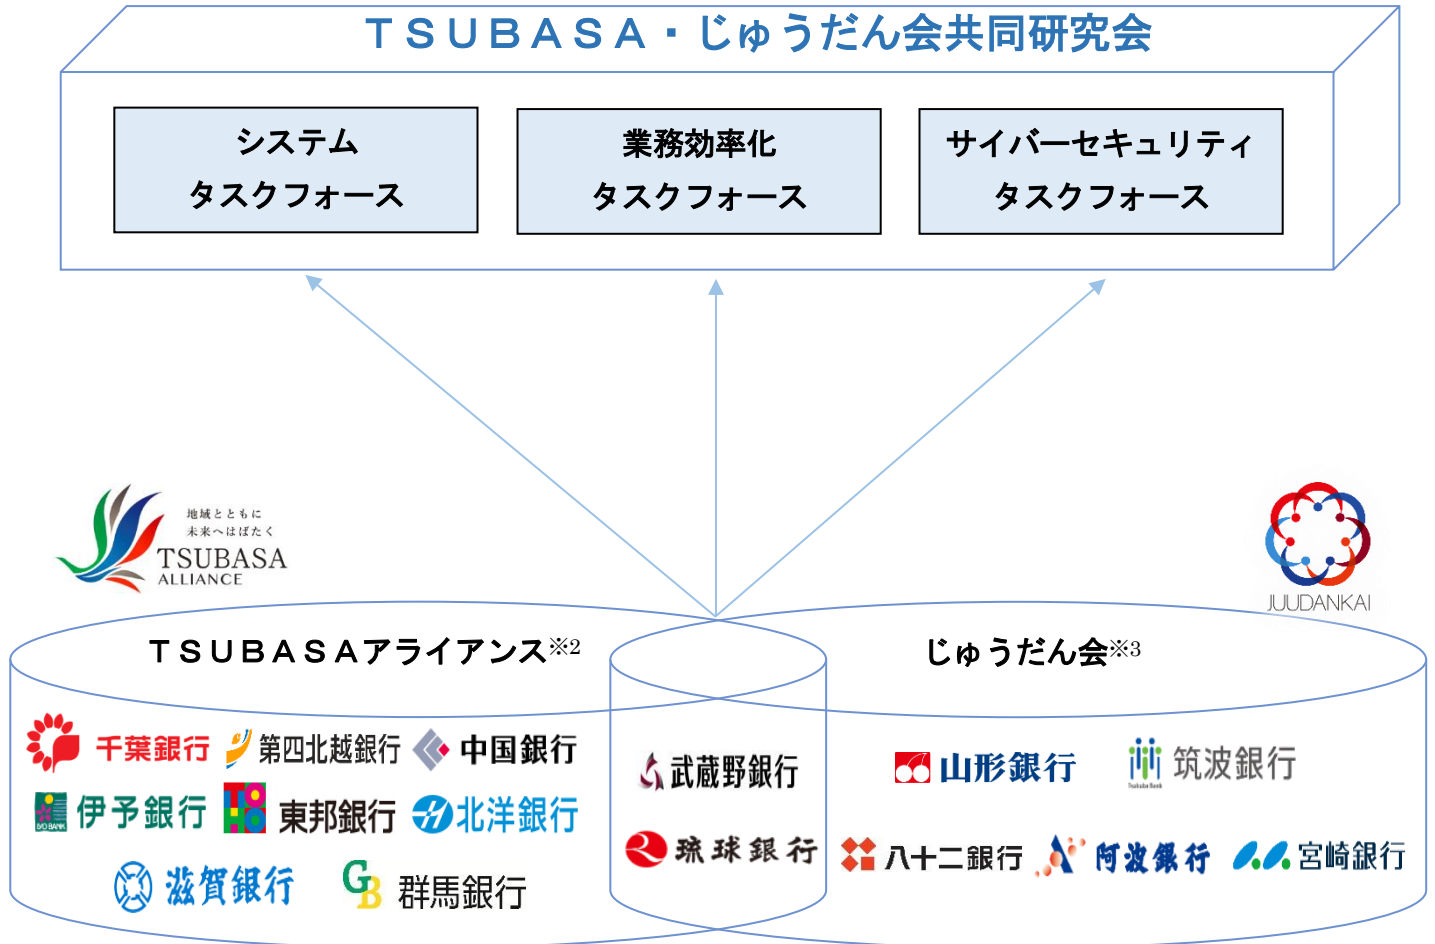 ＴＳＵＢＡＳＡ・じゅうだん会共同研究会
システム
タスクフォース
業務効率化
タスクフォース
サイバーセキュリティ
タスクフォース
地域とともに
未来へはばたく
TSUBASA
ALLIANCE
JUUDANKAI
ＴＳＵＢＡＳＡアライアンス※2
じゅうだん会※3
千葉銀行
第四北越銀行
中国銀行
IYO BANK
伊予銀行
TOHO
東邦銀行
北洋銀行
滋賀銀行
GB
群馬銀行
武蔵野銀行
琉球銀行
山形銀行
Tsukuba Bank
筑波銀行
八十二銀行
阿波銀行
宮崎銀行